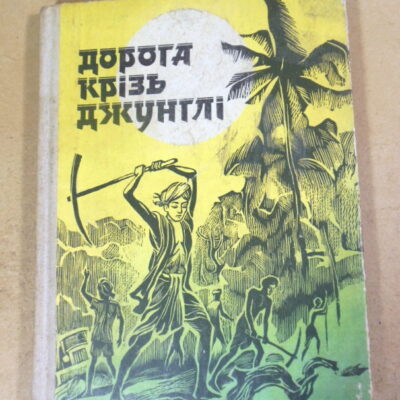 дорога
крізь
джунглі